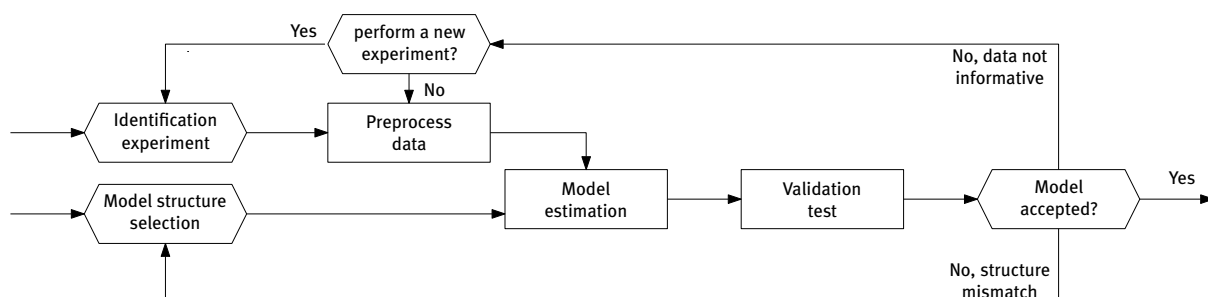 Yes
perform a new
experiment?
No, data not
informative
No
Identification
experiment
Preprocess
data
Model structure
selection
Model
estimation
Validation
test
Model
accepted?
Yes
No, structure
mismatch